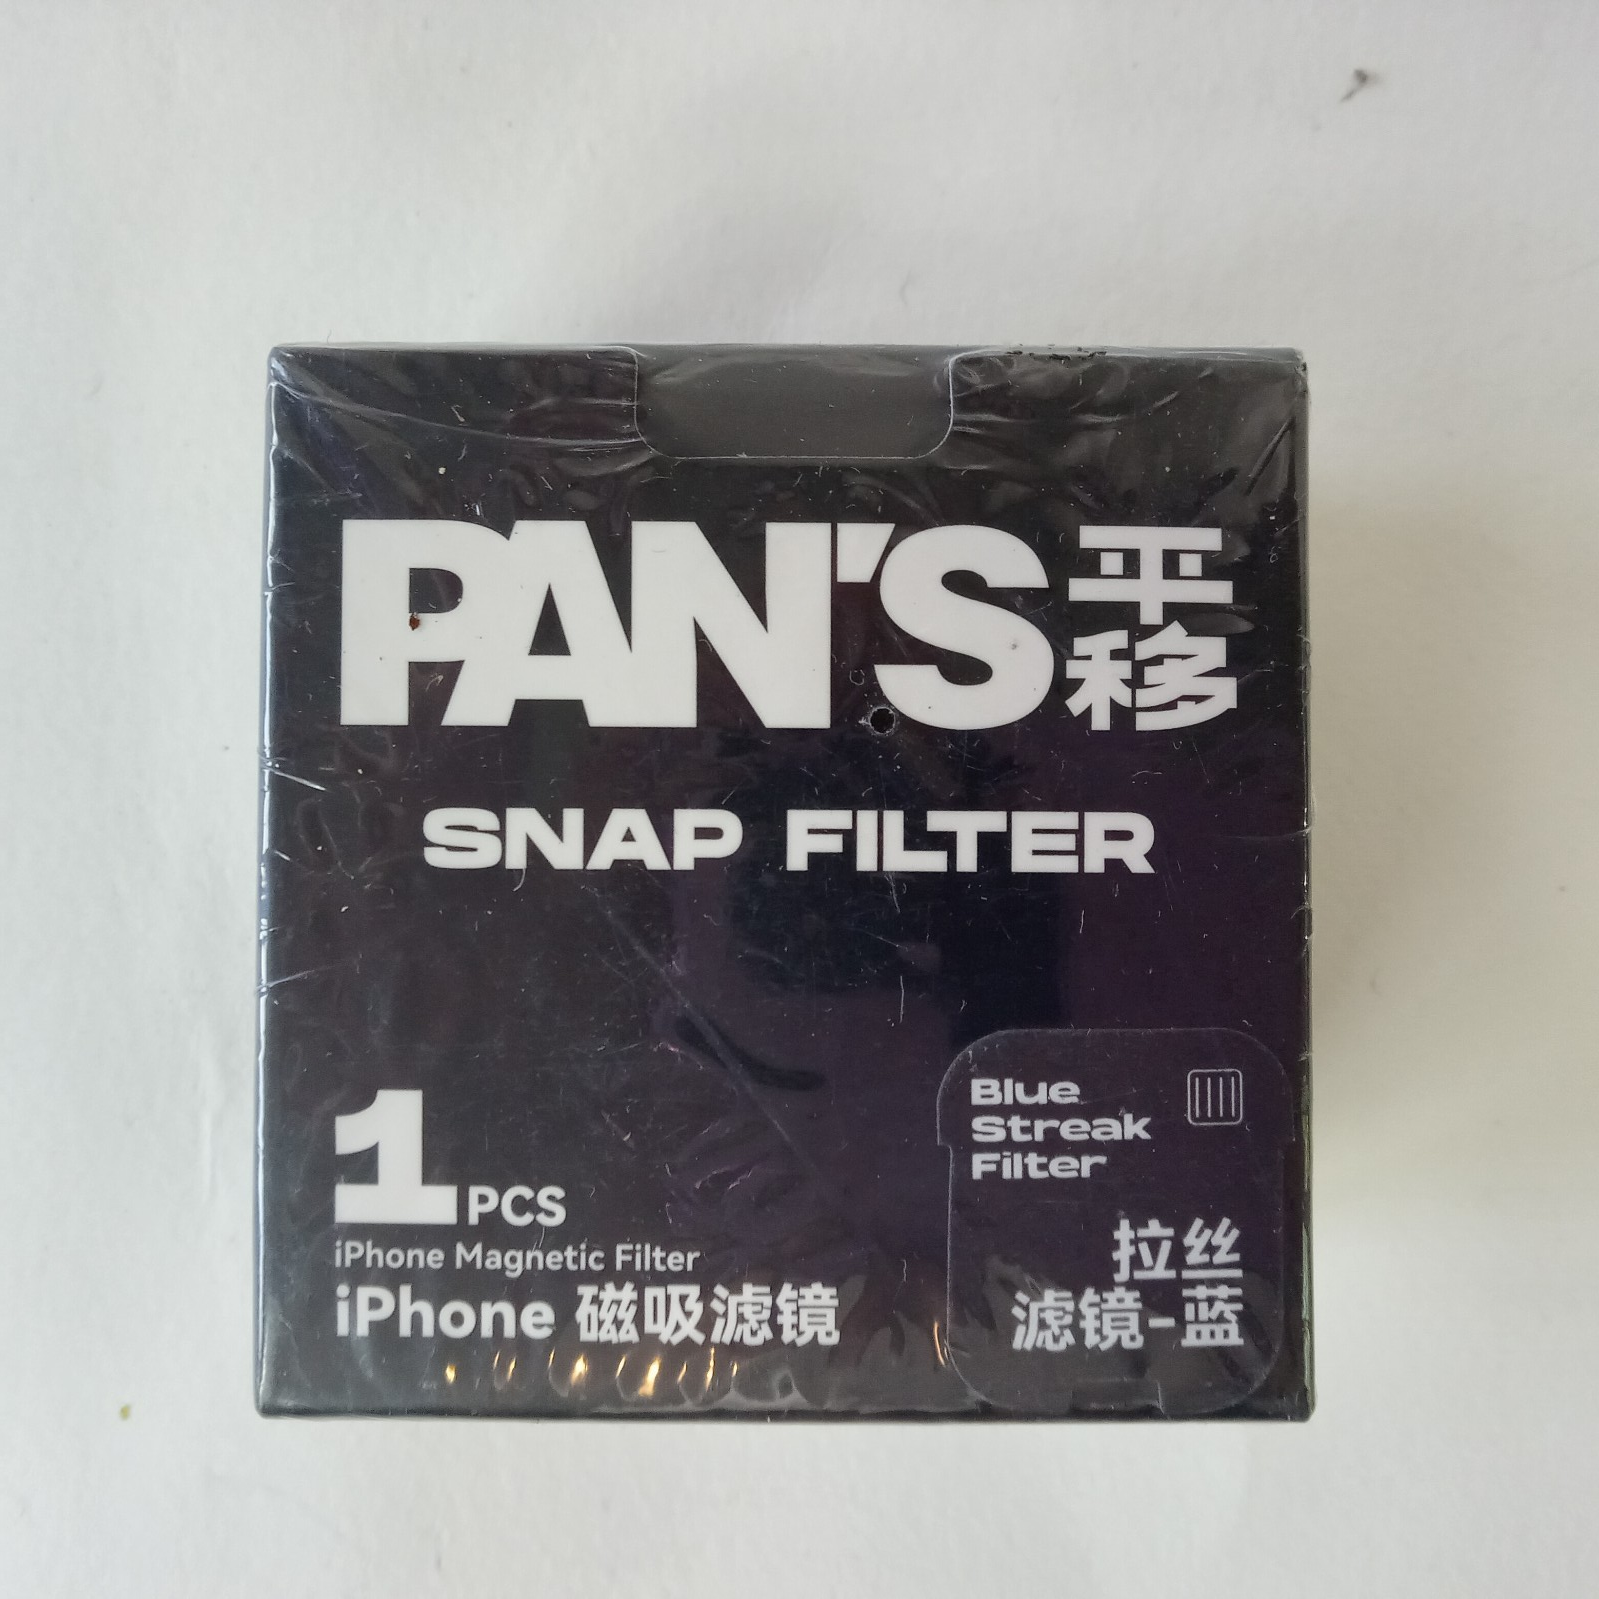 PAN'S 平移
SNAP FILTER
1 PCS
iPhone Magnetic Filter
iPhone 磁吸滤镜
Blue
Streak
Filter
拉丝
滤镜-蓝